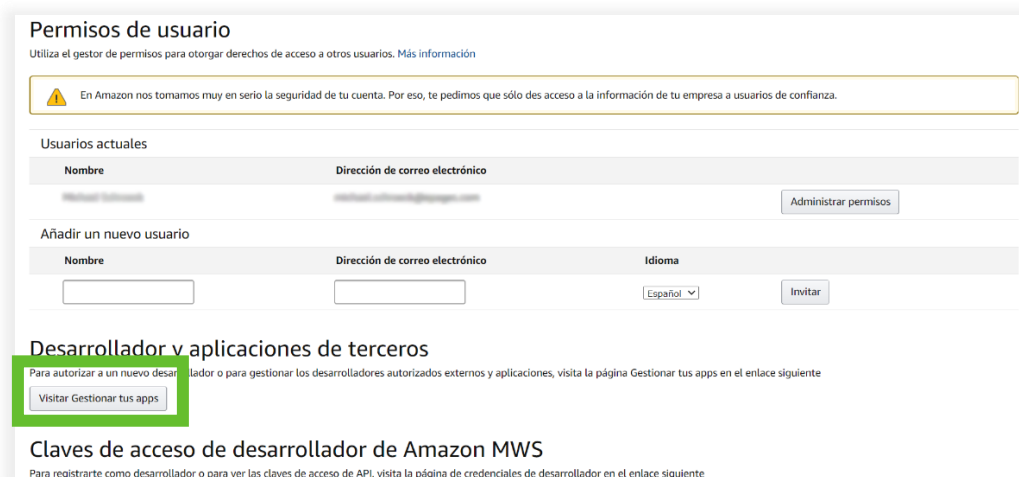 Permisos de usuario
Utiliza el gestor de permisos para otorgar derechos de acceso a otros usuarios. Más información
En Amazon nos tomamos muy en serio la seguridad de tu cuenta. Por eso, te pedimos que sólo des acceso a la información de tu empresa a usuarios de confianza.
Usuarios actuales
Nombre Dirección de correo electrónico
Administrar permisos
Añadir un nuevo usuario
Nombre Dirección de correo electrónico Idioma
Español Invitar
Desarrollador y aplicaciones de terceros
Para autorizar a un nuevo desarrollador o para gestionar los desarrolladores autorizados externos y aplicaciones, visita la página Gestionar tus apps en el enlace siguiente
Visitar Gestionar tus apps
Claves de acceso de desarrollador de Amazon MWS
Para registrarte como desarrollador o para ver las claves de acceso de API, visita la página de credenciales de desarrollador en el enlace siguiente